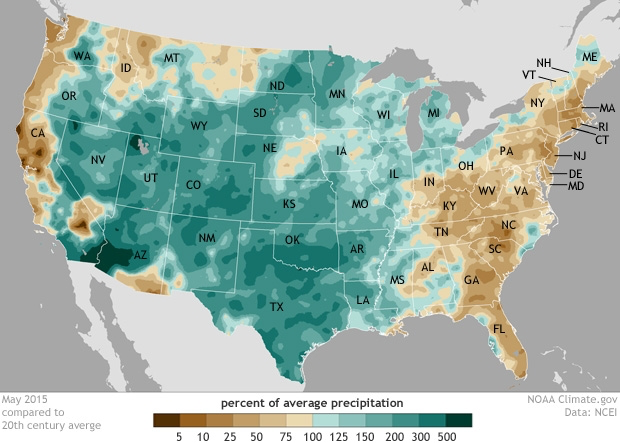 WA
ID
MT
ND
MN
OR
SD
WI
MI
NH
ME
VT
NY
MA
RI
CT
CA
WY
NE
IA
PA
NJ
NV
UT
CO
IL
IN
OH
WV
VA
DE
MD
KS
MO
KY
AZ
NM
OK
AR
TN
NC
TX
LA
MS
AL
GA
SC
FL
May 2015
compared to
20th century averge
percent of average precipitation
5 10 25 50 75 100 125 150 200 300 500
NOAA Climate.gov
Data: NCEI